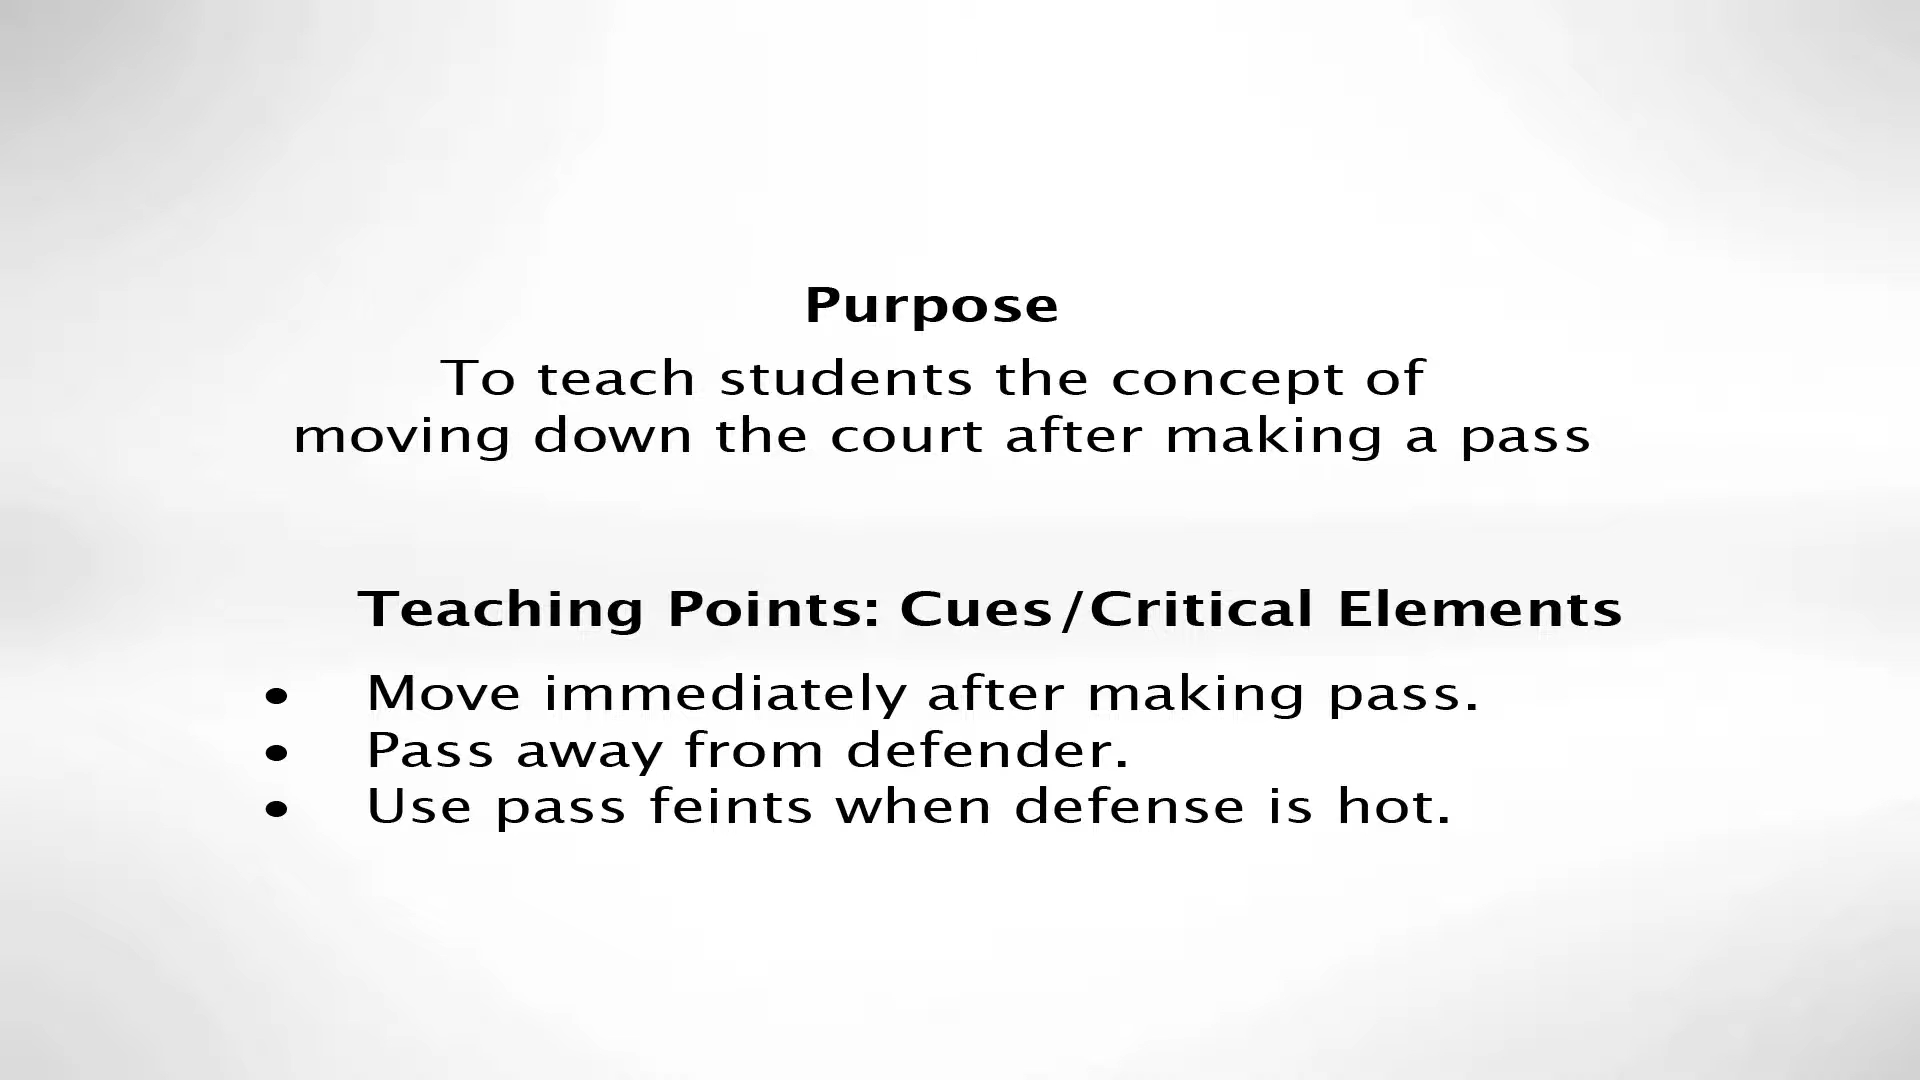 Purpose
To teach students the concept of
moving down the court after making a pass
Teaching Points: Cues/Critical Elements
• Move immediately after making pass.
• Pass away from defender.
• Use pass feints when defense is hot.